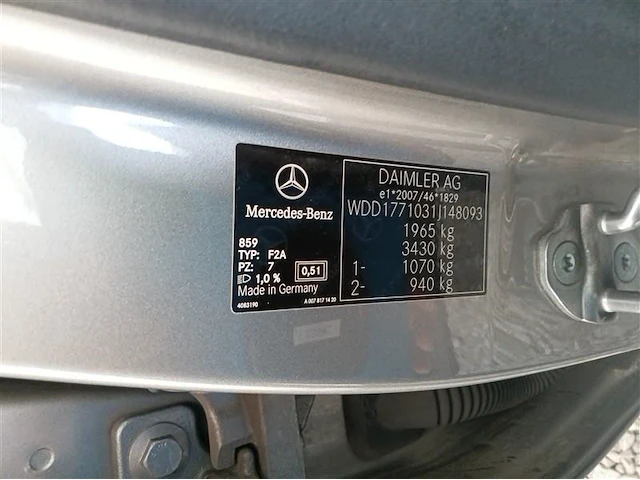 Mercedes-Benz
859
TYP: F2A
PZ: 7
1,0 %
0,51
Made in Germany
4083190
A 007 817 14 20
DAIMLER AG
e1*2007/46*1829
WDD1771031J148093
1965 kg
3430 kg
1- 1070 kg
2- 940 kg